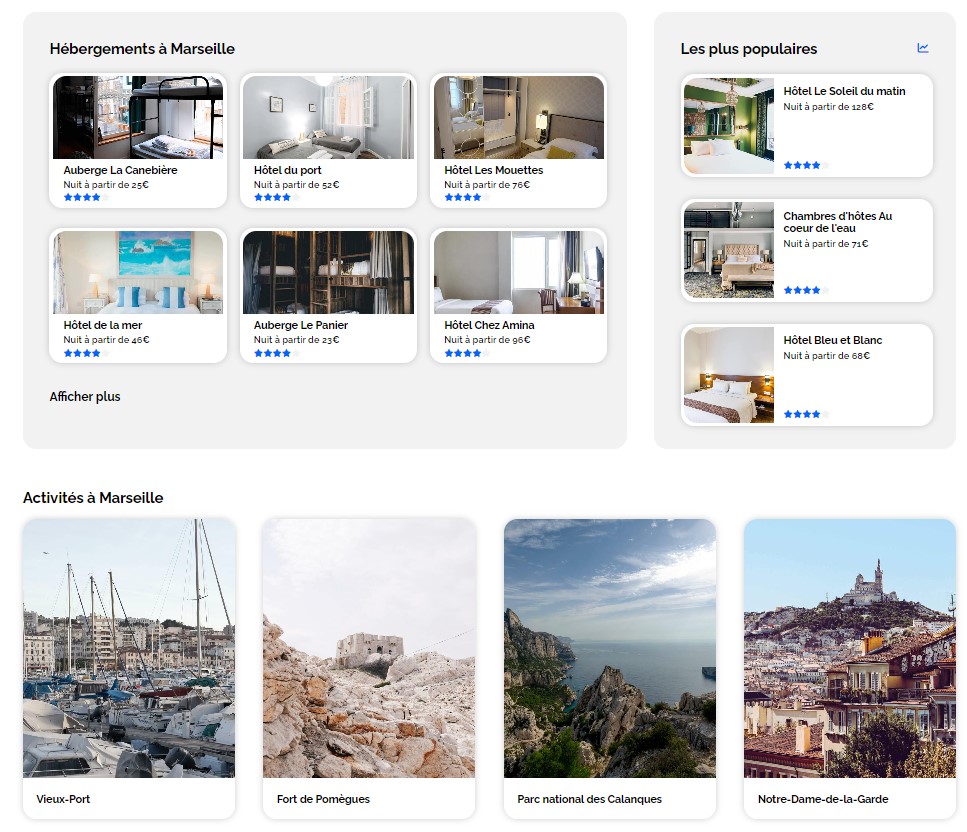 Hébergements à Marseille
Auberge La Canebière
Nuit à partir de 25€
Hôtel du port
Nuit à partir de 52€
Hôtel Les Mouettes
Nuit à partir de 76€
Hôtel de la mer
Nuit à partir de 46€
Auberge Le Panier
Nuit à partir de 23€
Hôtel Chez Amina
Nuit à partir de 96€
Afficher plus
Les plus populaires
Hôtel Le Soleil du matin
Nuit à partir de 128€
Chambres d'hôtes Au
coeur de l'eau
Nuit à partir de 71€
Hôtel Bleu et Blanc
Nuit à partir de 68€
Activités à Marseille
Vieux-Port
Fort de Pomègues
Parc national des Calanques
Notre-Dame-de-la-Garde